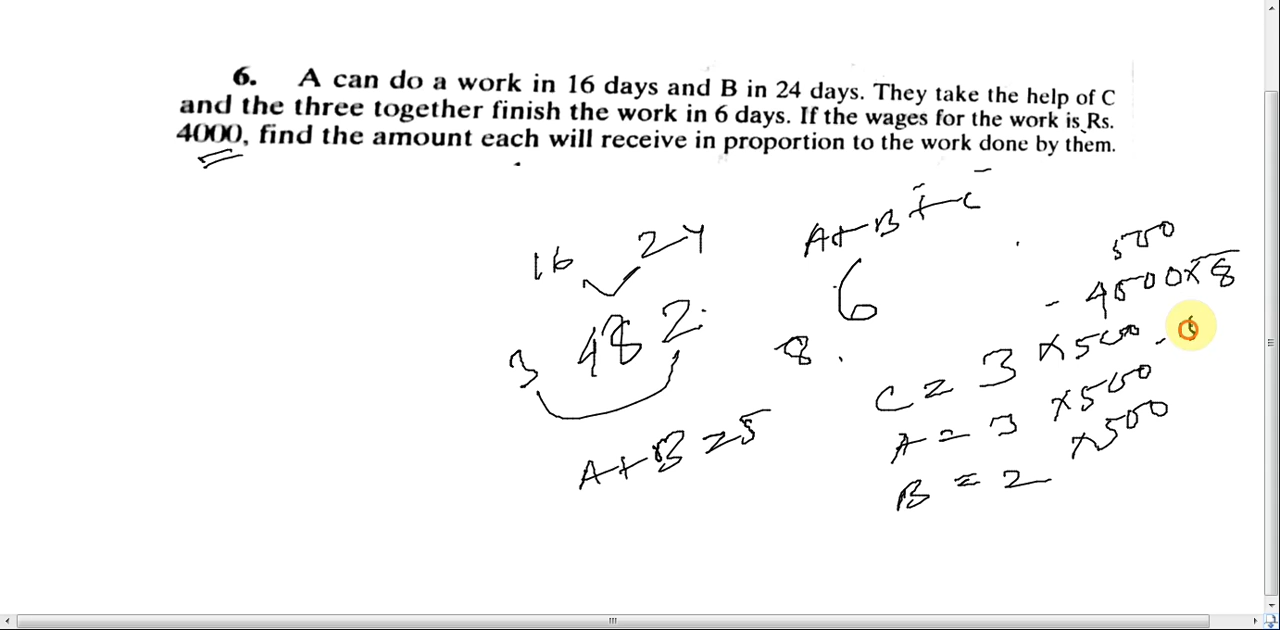 6. A can do a work in 16 days and B in 24 days. They take the help of C
and the three together finish the work in 6 days. If the wages for the work is Rs.
4000, find the amount each will receive in proportion to the work done by them.
16 24
A+B+C
6
3 48 2
8
A+B=5
500
4500×8
C=3×500
A=3×500
B=2×500